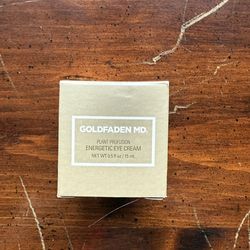 GOLDFADEN MD.
PLANT PROFUSION
ENERGETIC EYE CREAM
NET WT 0.5 fl oz / 15 mL